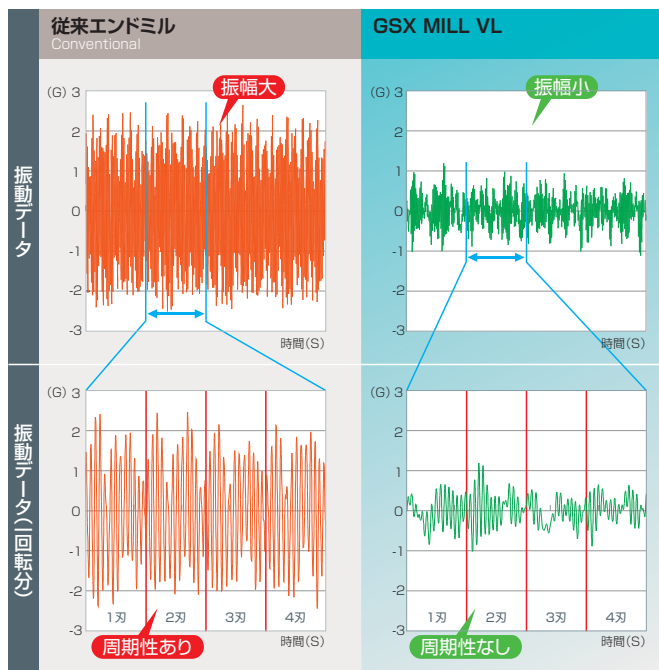 従来エンドミル
Conventional
GSX MILL VL
振動データ
(G) 3
2
1
0
-1
-2
-3
時間(S)
振幅大
(G) 3
2
1
0
-1
-2
-3
時間(S)
振幅小
振動データ(一回転分)
(G) 3
2
1
0
-1
-2
-3
1刃 2刃 3刃 4刃
時間(S)
周期性あり
(G) 3
2
1
0
-1
-2
-3
1刃 2刃 3刃 4刃
時間(S)
周期性なし